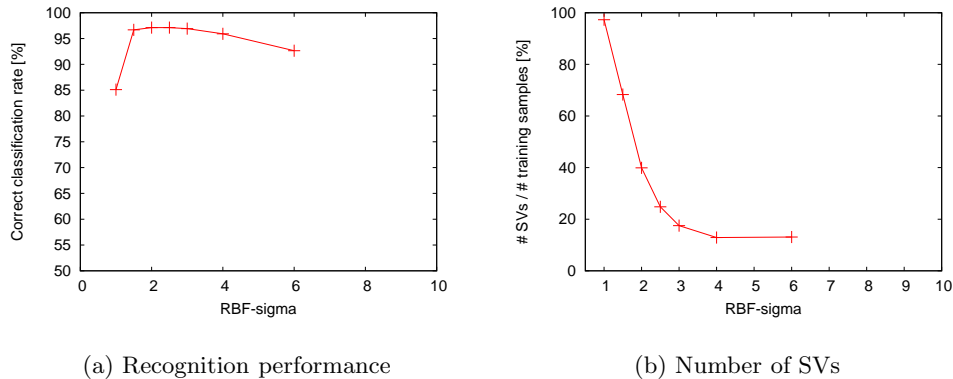 Correct classification rate [%]
100
95
90
85
80
75
70
65
60
55
50
0 2 4 6 8 10
RBF-sigma
(a) Recognition performance
# SVs / # training samples [%]
100
80
60
40
20
0
1 2 3 4 5 6 7 8 9 10
RBF-sigma
(b) Number of SVs